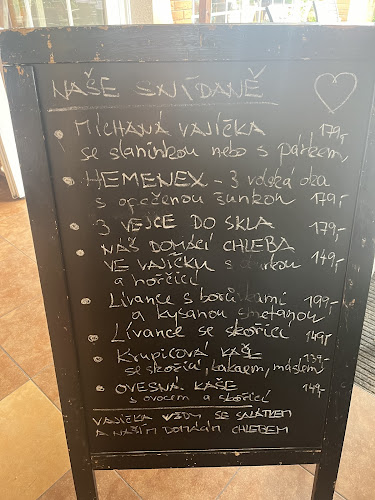 NAŠE SNÍDANĚ
• MÍCHANÁ VAJÍČKA 179,-
se slaninkou nebo s párkem,
• HEMENEX - 3 volská oka
s opečenou šunkou 179,-
• 3 VEJCE DO SKLA 179,-
• NÁŠ DOMÁCÍ CHLEBA
VE VAJÍČKU s okurkou 149,-
a hořčicí
• Lívance s borůvkami 199,-
a kysanou smetanou
• Lívance se skořicí 149,-
• Krupicová KAŠE 139,-
se skořicí, kakaem, máslem
• OVESNÁ KAŠE 149,-
s ovocem a skořicí
VAJÍČKA VŽDY SE SALÁTKEM
A NAŠÍM DOMÁCÍM CHLEBEM